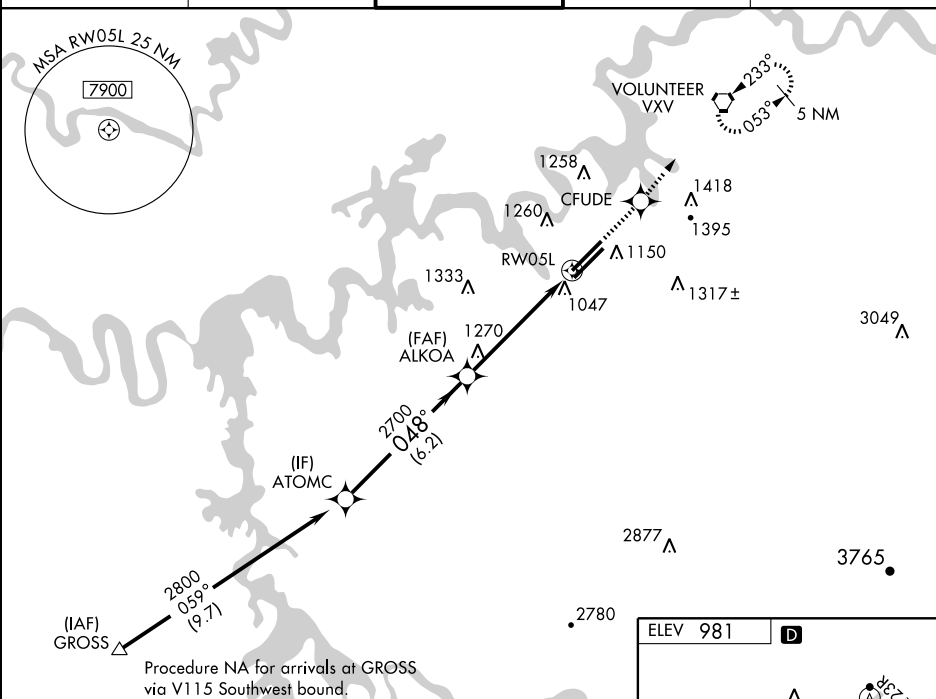 MSA RW05L 25 NM
7900
VOLUNTEER
VXV
233°
053°
5 NM
1258
CFUDE
1418
1260
1395
RW05L
1150
1333
1047
1317±
3049
(FAF)
ALKOA
1270
2700
048°
(6.2)
(IF)
ATOMC
2877
3765
2800
059°
(9.7)
2780
(IAF)
GROSS
ELEV 981
D
Procedure NA for arrivals at GROSS
via V115 Southwest bound.